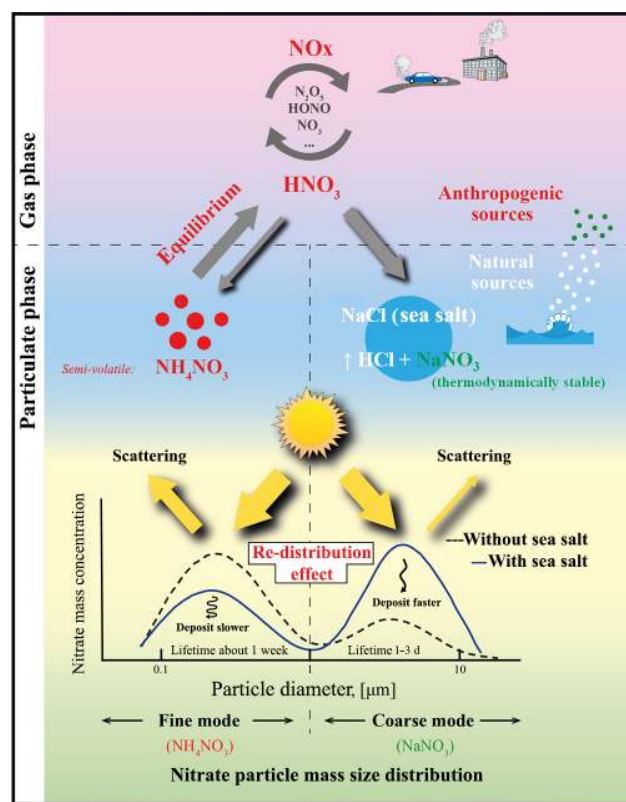 NOx
N₂O₅
HONO
NO₃
...
HNO₃
Gas phase
Equilibrium
Anthropogenic
sources
Particulate phase
Natural
sources
NaCl (sea salt)
↑ HCl + NaNO₃
(thermodynamically stable)
Semi-volatile: NH₄NO₃
Scattering
Scattering
Re-distribution
effect
Without sea salt
With sea salt
Nitrate mass concentration
Deposit slower
Deposit faster
Lifetime about 1 week
Lifetime 1-3 d
0.1
1
10
Particle diameter, [µm]
Fine mode
(NH₄NO₃)
Coarse mode
(NaNO₃)
Nitrate particle mass size distribution